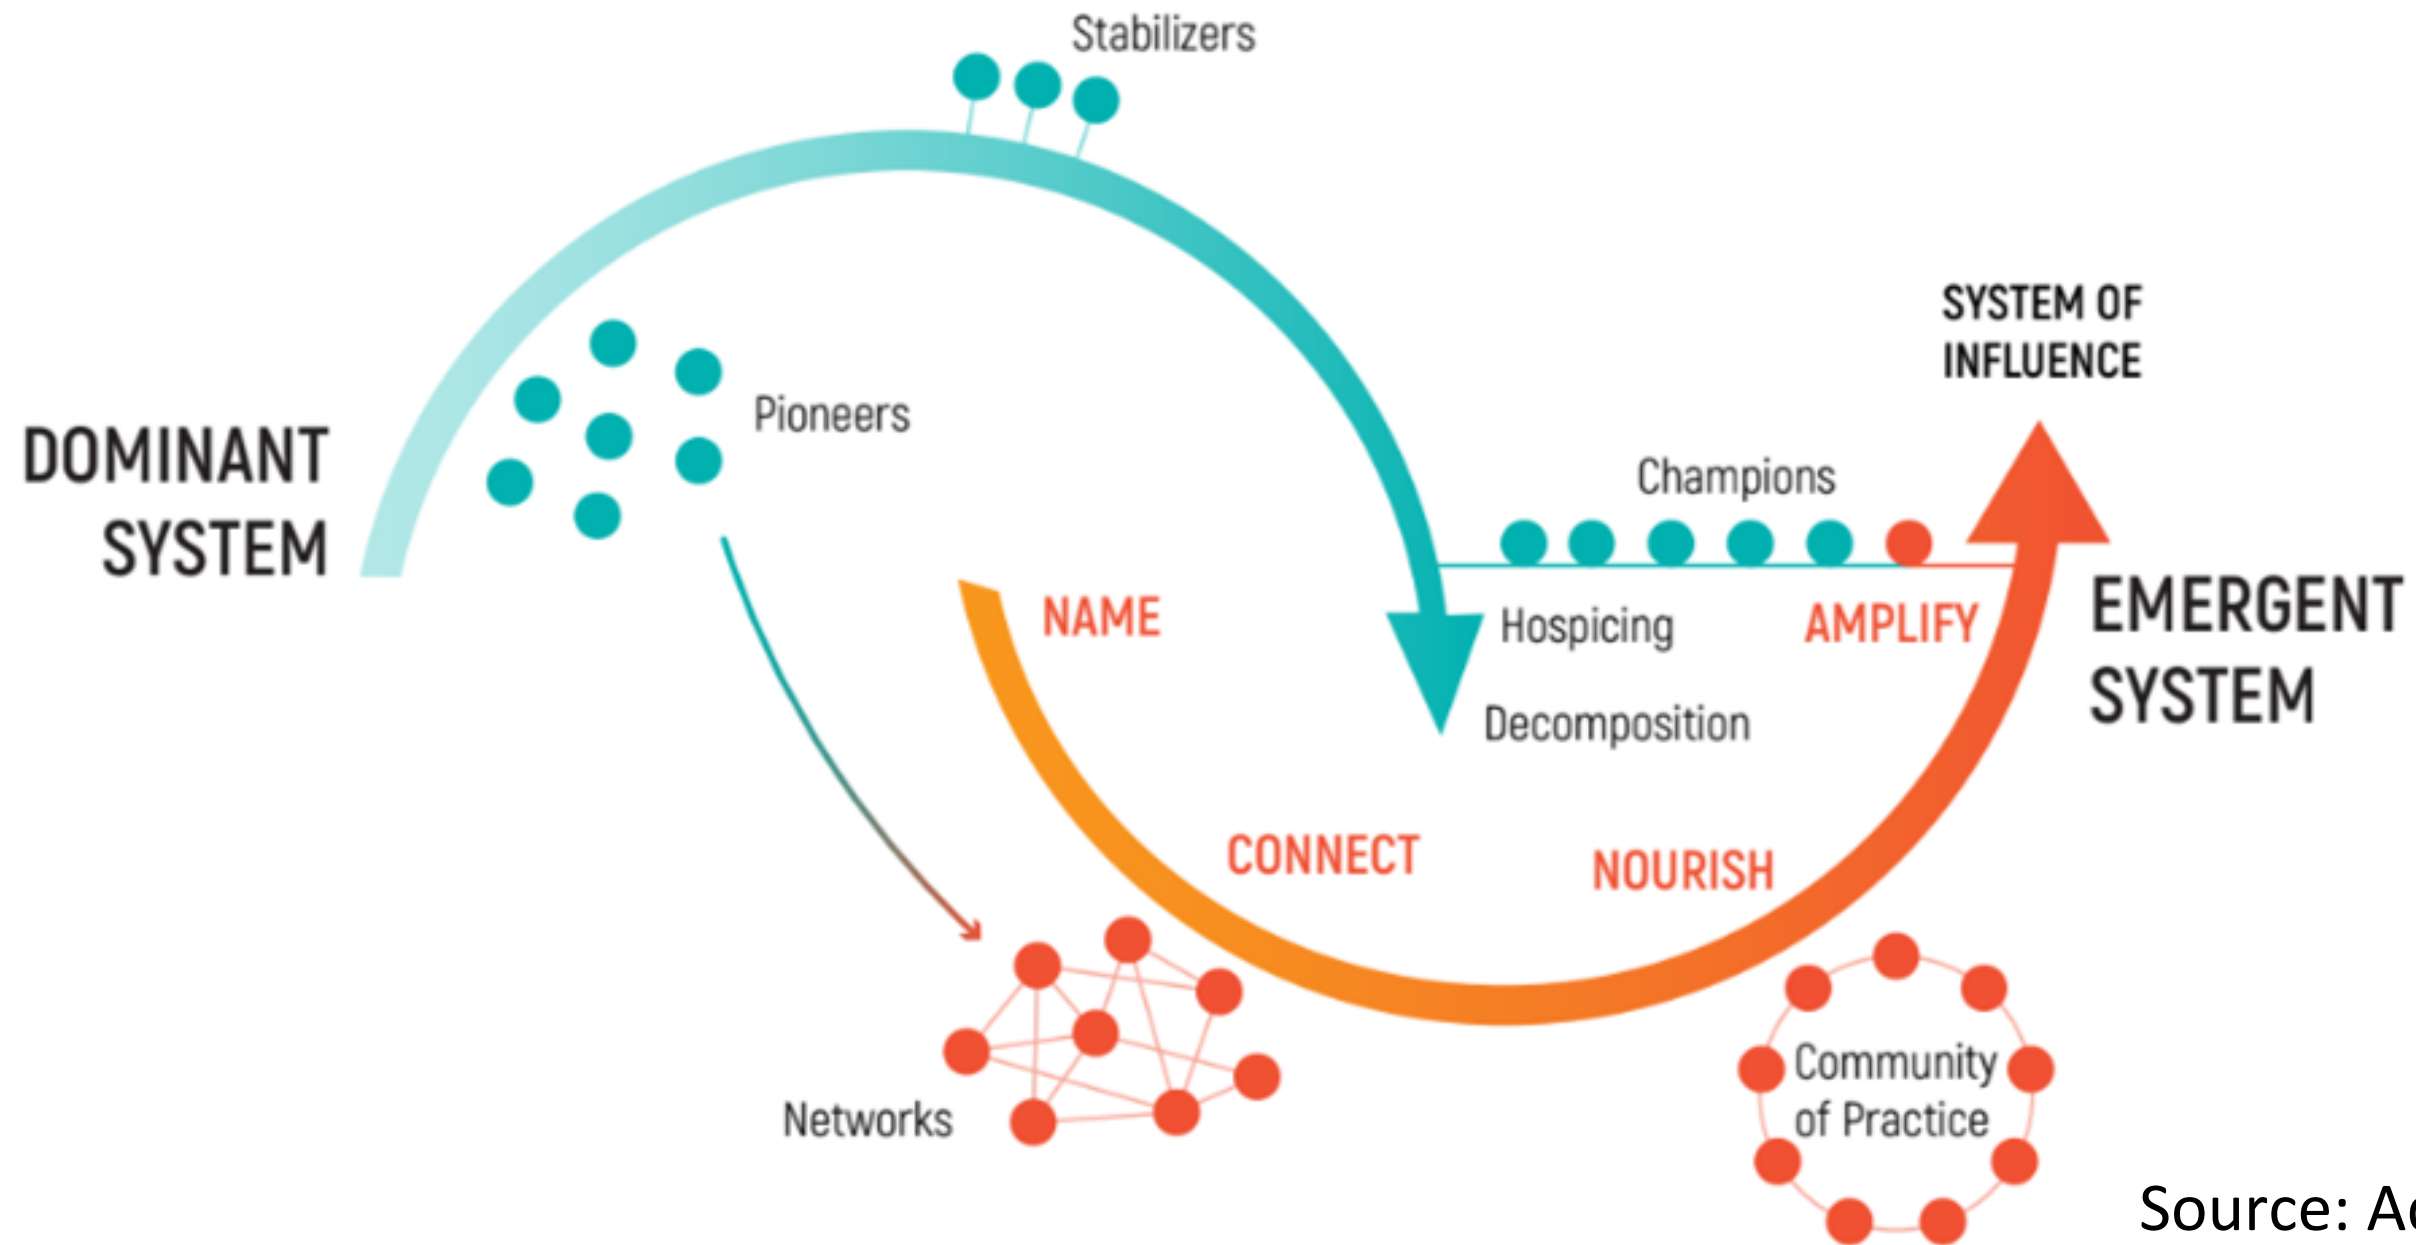 Stabilizers
Pioneers
DOMINANT
SYSTEM
SYSTEM OF
INFLUENCE
Champions
NAME
Hospicing
AMPLIFY
EMERGENT
SYSTEM
Decomposition
CONNECT
NOURISH
Networks
Community
of Practice
Source: